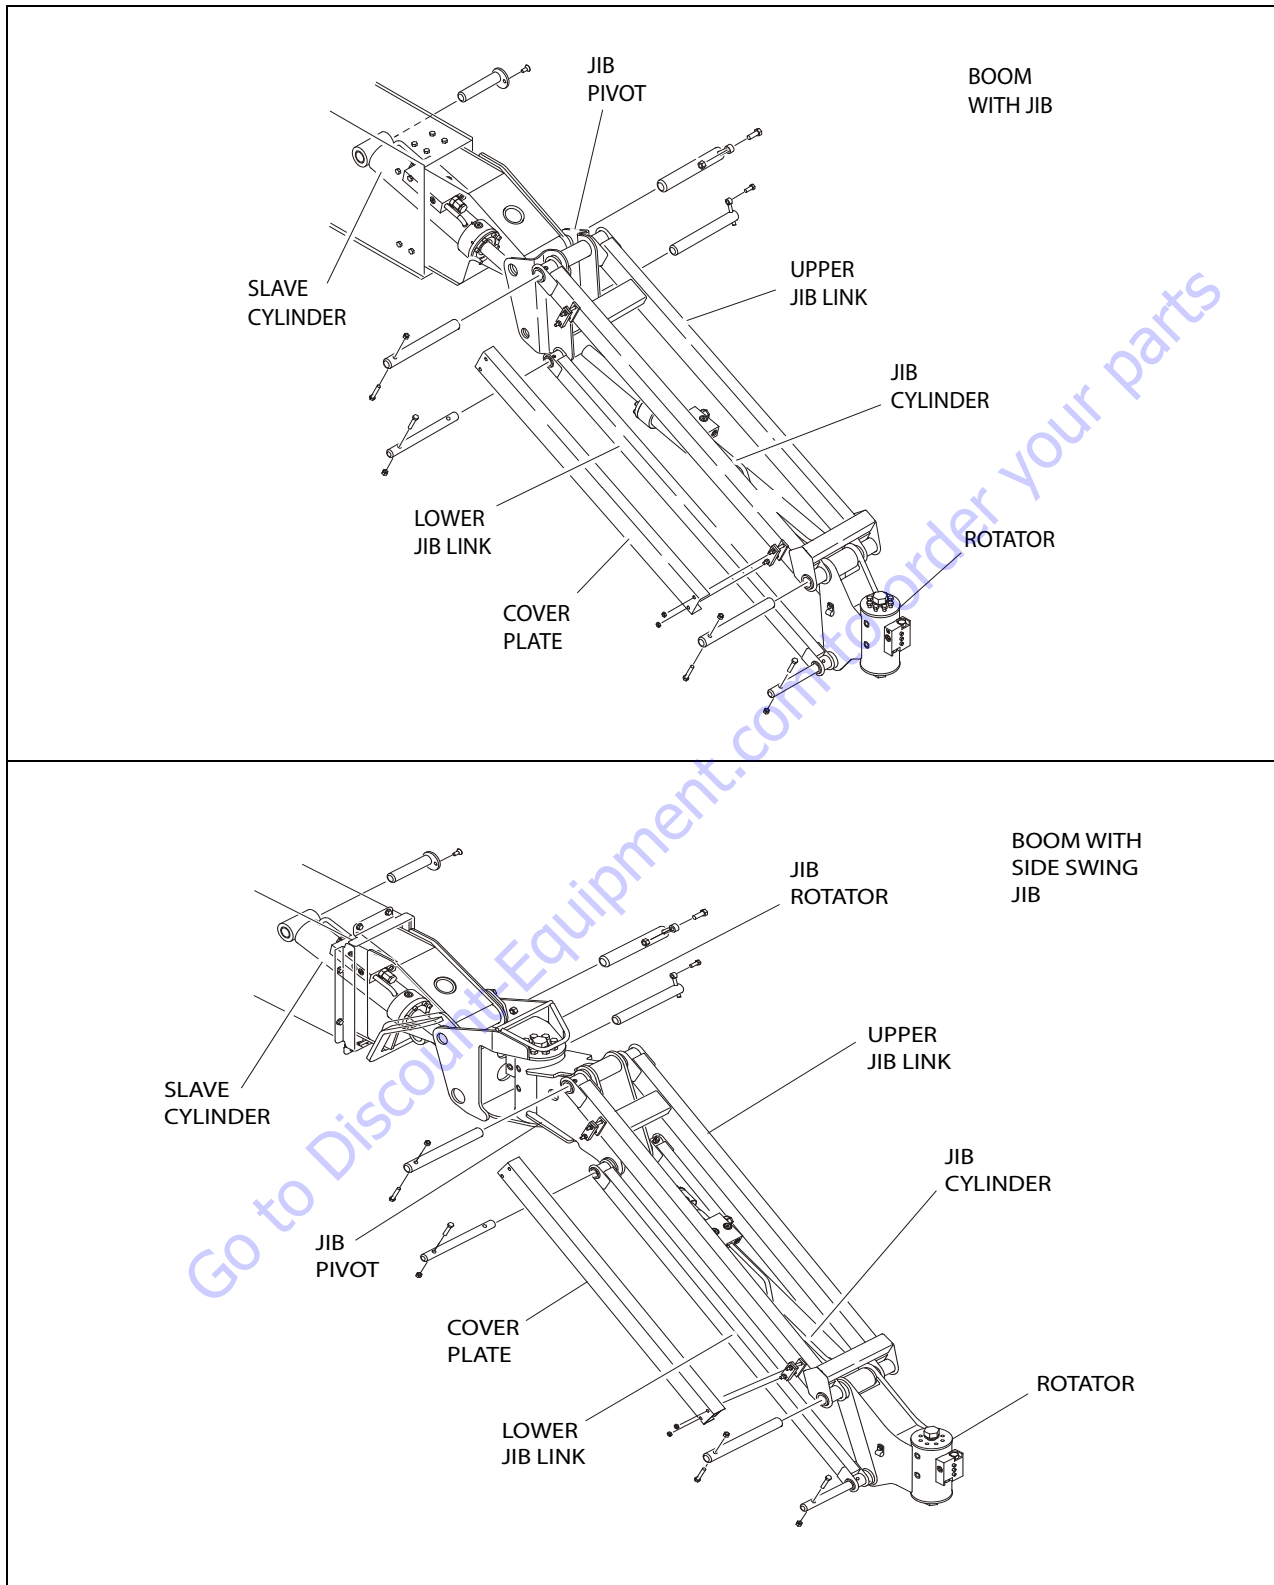 JIB
PIVOT
BOOM
WITH JIB
UPPER
JIB LINK
SLAVE
CYLINDER
JIB
CYLINDER
LOWER
JIB LINK
ROTATOR
COVER
PLATE
BOOM WITH
SIDE SWING
JIB
JIB
ROTATOR
UPPER
JIB LINK
SLAVE
CYLINDER
JIB
CYLINDER
JIB
PIVOT
COVER
PLATE
ROTATOR
LOWER
JIB LINK
Go to Discount-Equipment.com to order your parts